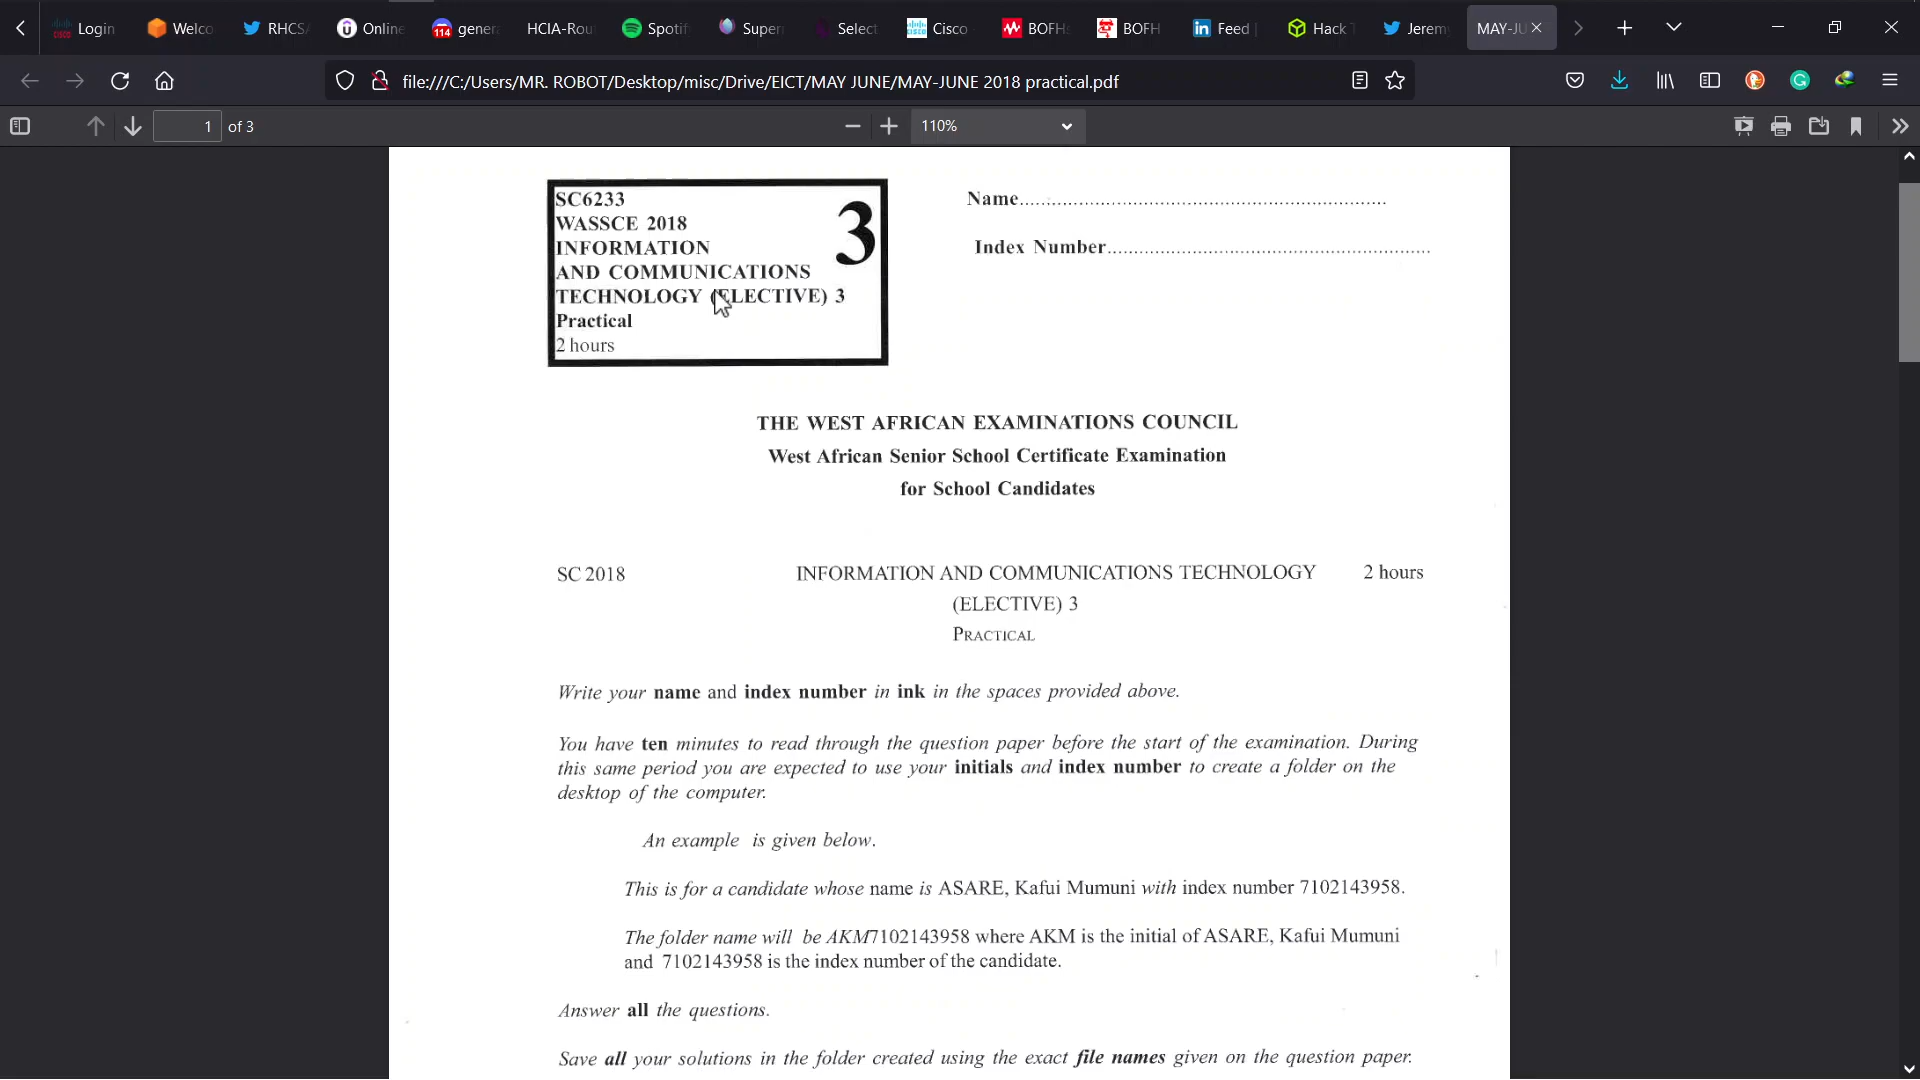 Login
Welco
RHCSA
Online
114
gener
HCIA-Rou
Spotif
Super
Select
Cisco
BOFH
BOFH
Feed
Hack T
Jerem
MAY-JU
file:///C:/Users/MR. ROBOT/Desktop/misc/Drive/EICT/MAY JUNE/MAY-JUNE 2018 practical.pdf
1 of 3
110%
SC6233
WASSCE 2018
INFORMATION
AND COMMUNICATIONS
TECHNOLOGY (ELECTIVE) 3
Practical
2 hours
3
Name
Index Number
THE WEST AFRICAN EXAMINATIONS COUNCIL
West African Senior School Certificate Examination
for School Candidates
SC 2018 INFORMATION AND COMMUNICATIONS TECHNOLOGY 2 hours
(ELECTIVE) 3
PRACTICAL
Write your name and index number in ink in the spaces provided above.
You have ten minutes to read through the question paper before the start of the examination. During
this same period you are expected to use your initials and index number to create a folder on the
desktop of the computer.
An example is given below.
This is for a candidate whose name is ASARE, Kafui Mumuni with index number 7102143958.
The folder name will be AKM7102143958 where AKM is the initial of ASARE, Kafui Mumuni
and 7102143958 is the index number of the candidate.
Answer all the questions.
Save all your solutions in the folder created using the exact file names given on the question paper.